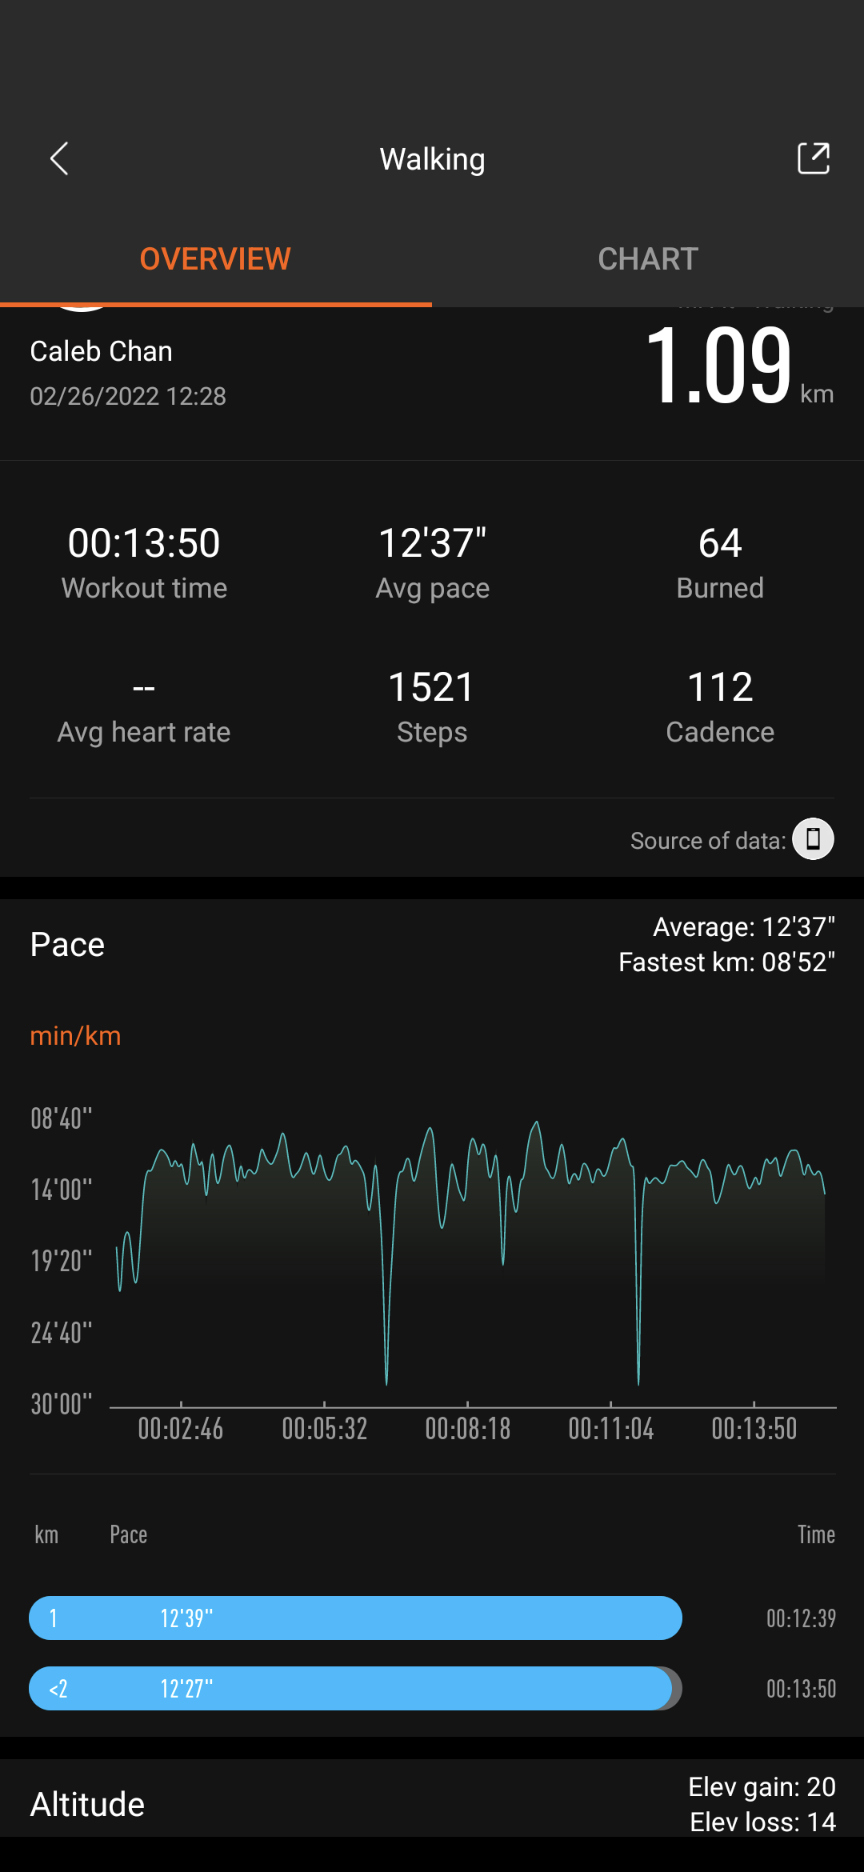 Walking
OVERVIEW
CHART
Caleb Chan
02/26/2022 12:28
1.09 km
00:13:50
Workout time
12'37"
Avg pace
64
Burned
--
Avg heart rate
1521
Steps
112
Cadence
Source of data:
Pace
Average: 12'37"
Fastest km: 08'52"
min/km
08'40"
14'00"
19'20"
24'40"
30'00"
00:02:46 00:05:32 00:08:18 00:11:04 00:13:50
km Pace Time
1 12'39" 00:12:39
<2 12'27" 00:13:50
Altitude
Elev gain: 20
Elev loss: 14